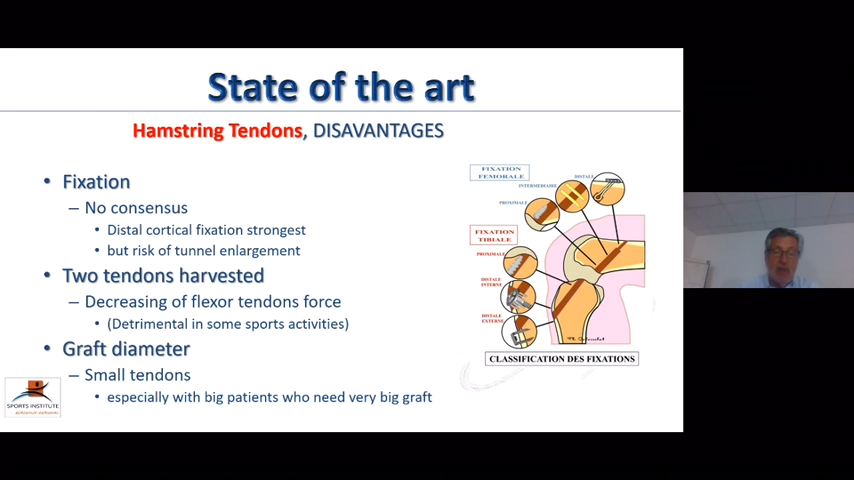 State of the art
Hamstring Tendons, DISAVANTAGES
• Fixation
– No consensus
• Distal cortical fixation strongest
• but risk of tunnel enlargement
• Two tendons harvested
– Decreasing of flexor tendons force
• (Detrimental in some sports activities)
• Graft diameter
– Small tendons
• especially with big patients who need very big graft
FIXATION
FEMORALE
DISTALE
INTERMEDIAIRE
PROXIMALE
FIXATION
TIBIALE
PROXIMALE
DISTALE
INTERNE
DISTALE
EXTERNE
CLASSIFICATION DES FIXATIONS
SPORTS INSTITUTE